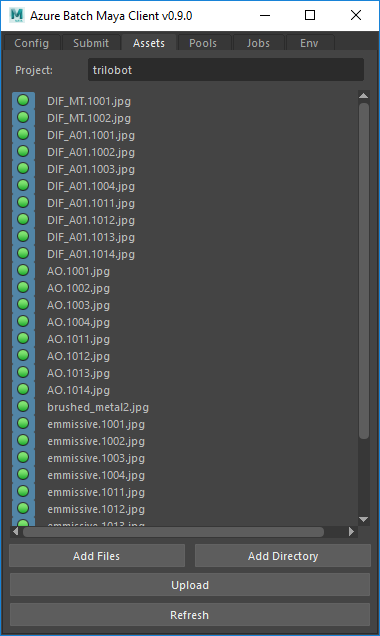 Azure Batch Maya Client v0.9.0
Config Submit Assets Pools Jobs Env
Project: trilobot
DIF_MT.1001.jpg
DIF_MT.1002.jpg
DIF_A01.1001.jpg
DIF_A01.1002.jpg
DIF_A01.1003.jpg
DIF_A01.1004.jpg
DIF_A01.1011.jpg
DIF_A01.1012.jpg
DIF_A01.1013.jpg
DIF_A01.1014.jpg
AO.1001.jpg
AO.1002.jpg
AO.1003.jpg
AO.1004.jpg
AO.1011.jpg
AO.1012.jpg
AO.1013.jpg
AO.1014.jpg
brushed_metal2.jpg
emmissive.1001.jpg
emmissive.1002.jpg
emmissive.1003.jpg
emmissive.1004.jpg
emmissive.1011.jpg
emmissive.1012.jpg
emmissive.1013.jpg
Add Files Add Directory
Upload
Refresh